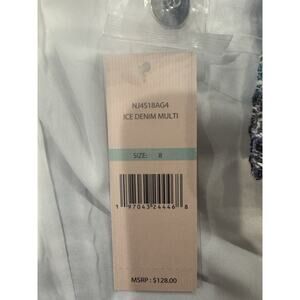 NJ4S18AG4
ICE DENIM MULTI
SIZE: 8
1 97043 24446 8
MSRP : $128.00